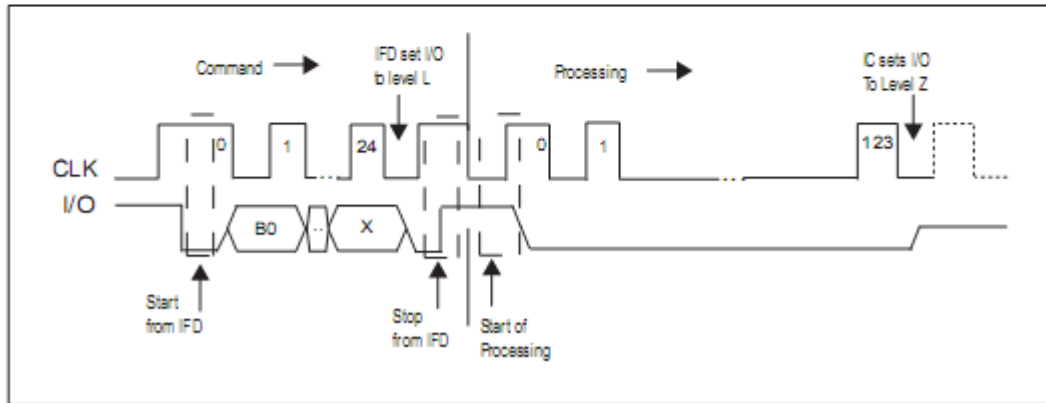 Command
IFD set I/O
to level L
Processing
IC sets I/O
To Level Z
0
1
24
0
1
123
CLK
I/O
B0
..
X
Start
from IFD
Stop
from IFD
Start of
Processing